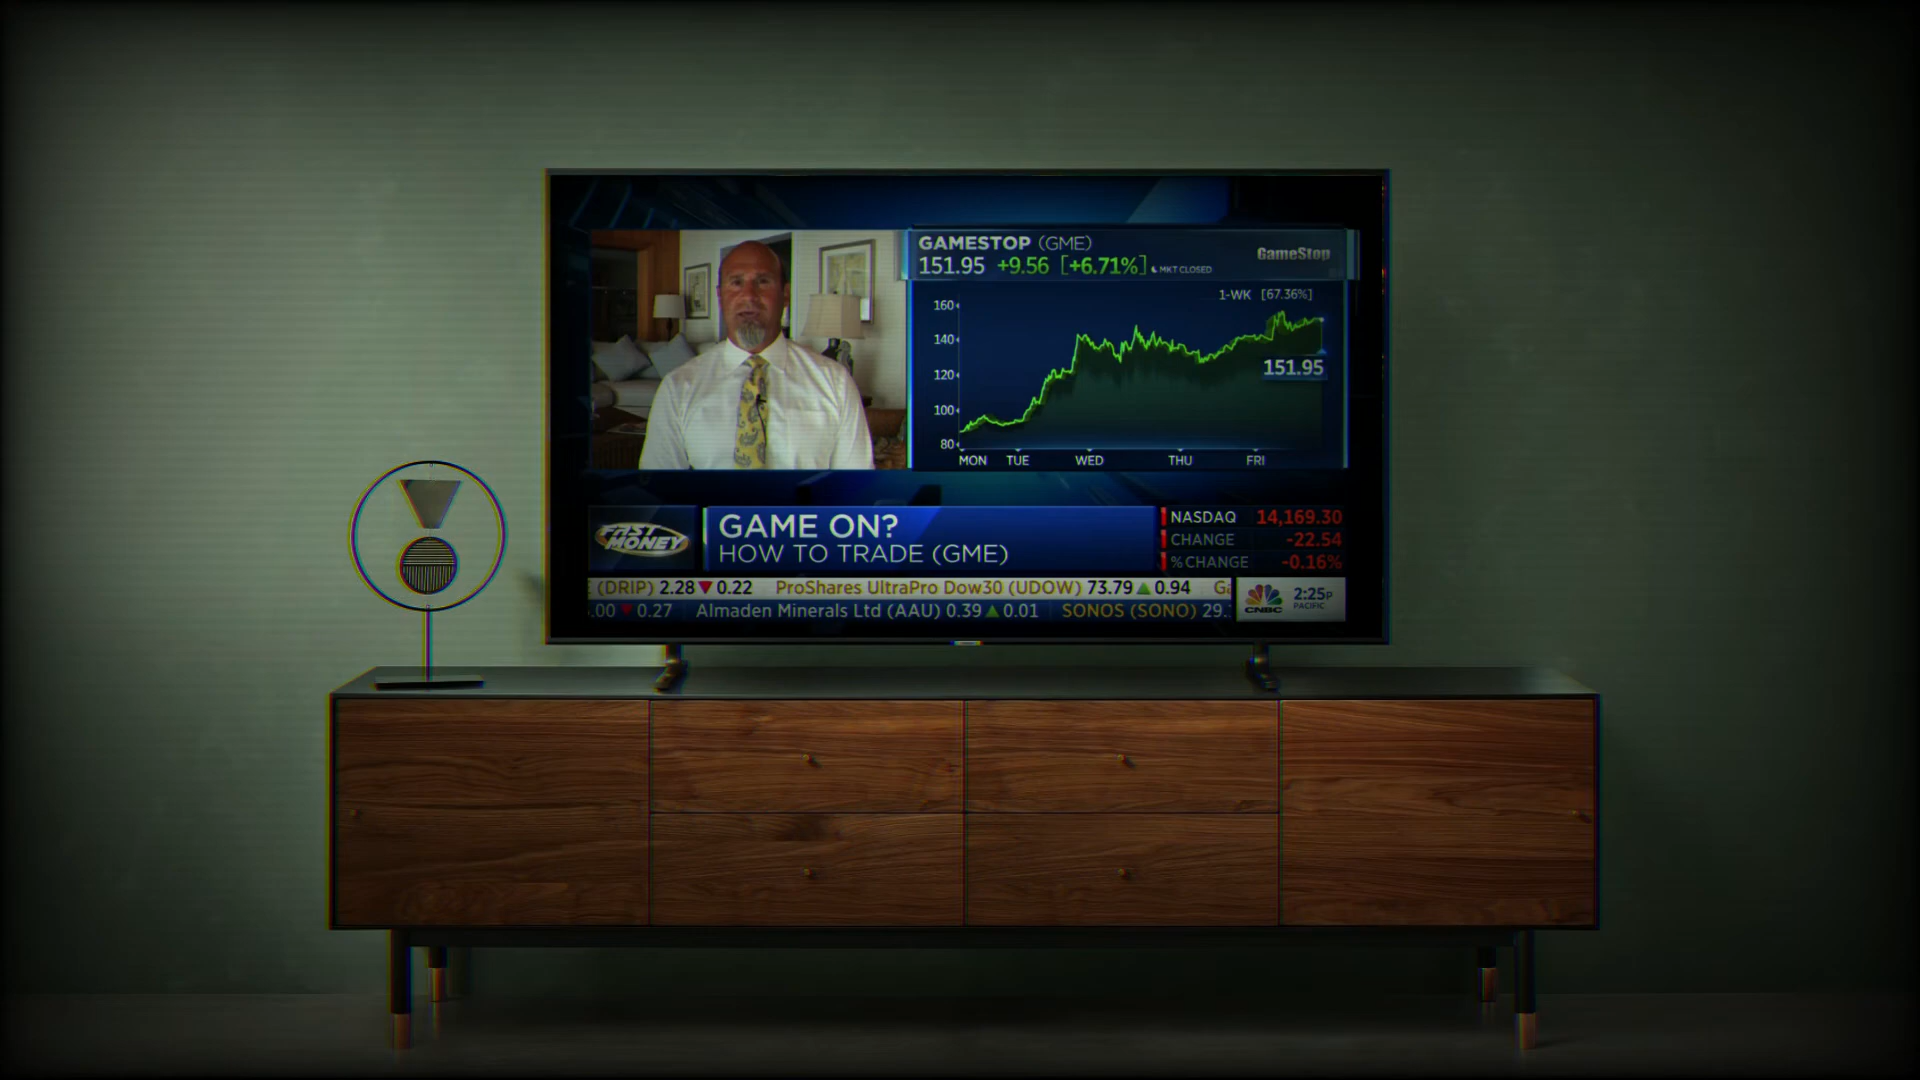 GAMESTOP (GME)
151.95 +9.56 [+6.71%] MKT CLOSED
GameStop
1-WK [67.36%]
160
140
120
100
80
151.95
MON TUE WED THU FRI
FAST MONEY
GAME ON?
HOW TO TRADE (GME)
NASDAQ 14,169.30
CHANGE -22.54
%CHANGE -0.16%
(DRIP) 2.28 ▼ 0.22 ProShares UltraPro Dow30 (UDOW) 73.79 ▲ 0.94
.00 ▼ 0.27 Almaden Minerals Ltd (AAU) 0.39 ▲ 0.01 SONOS (SONO) 29.
CNBC
2:25P
PACIFIC